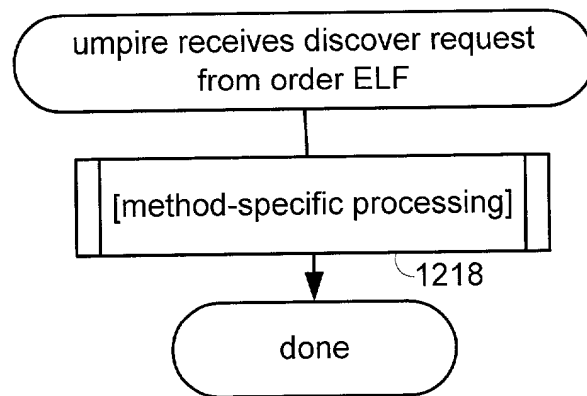 umpire receives discover request
from order ELF
[method-specific processing]
1218
done